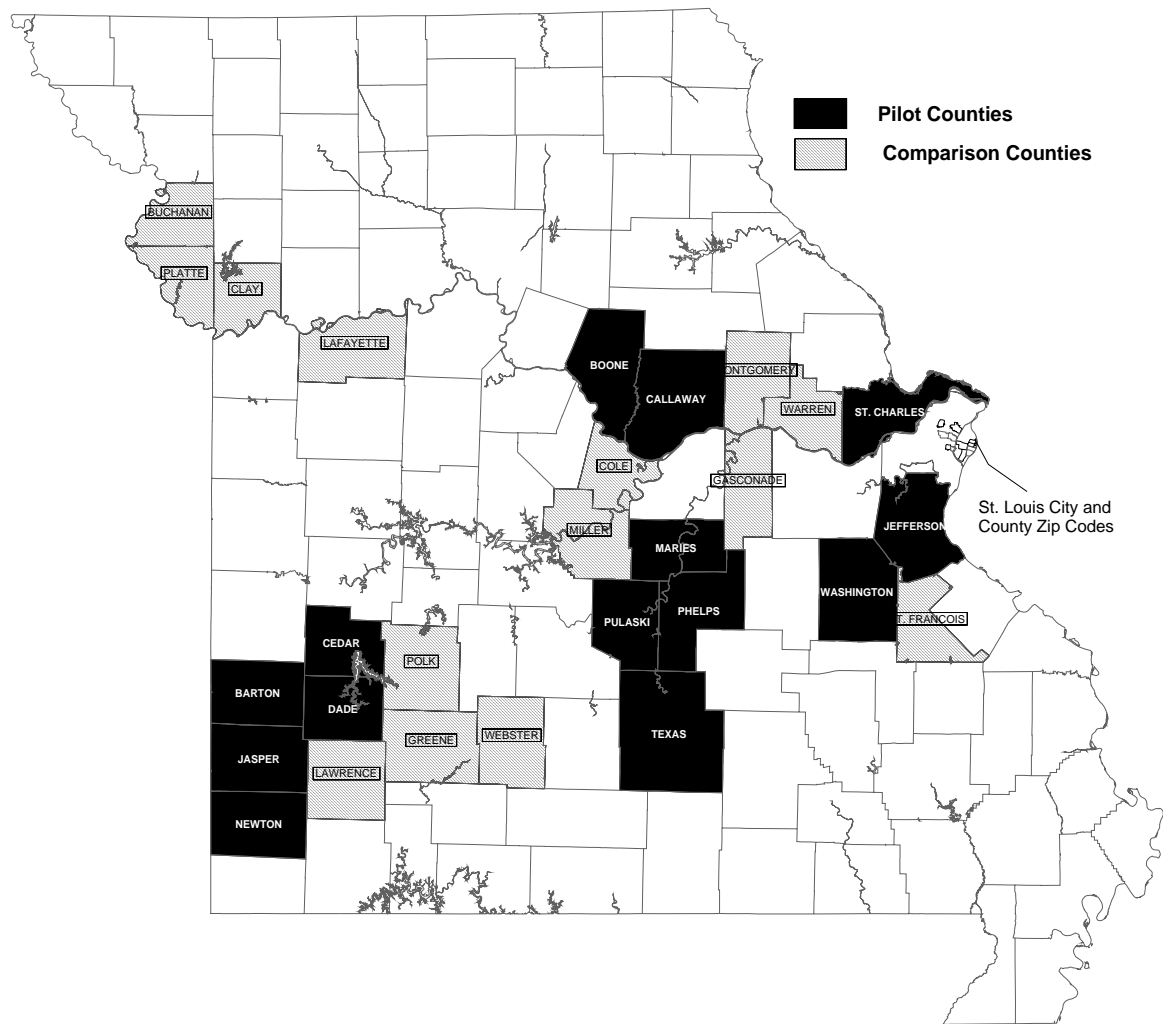 Pilot Counties
Comparison Counties
BUCHANAN
PLATTE
CLAY
LAFAYETTE
BOONE
CALLAWAY
ONTGOMERY
WARREN
ST. CHARLES
COLE
GASCONADE
St. Louis City and
County Zip Codes
MILLER
JEFFERSON
MARIES
WASHINGTON
PHELPS
PULASKI
T. FRANCOIS
CEDAR
POLK
BARTON
DADE
TEXAS
GREENE
WEBSTER
JASPER
LAWRENCE
NEWTON